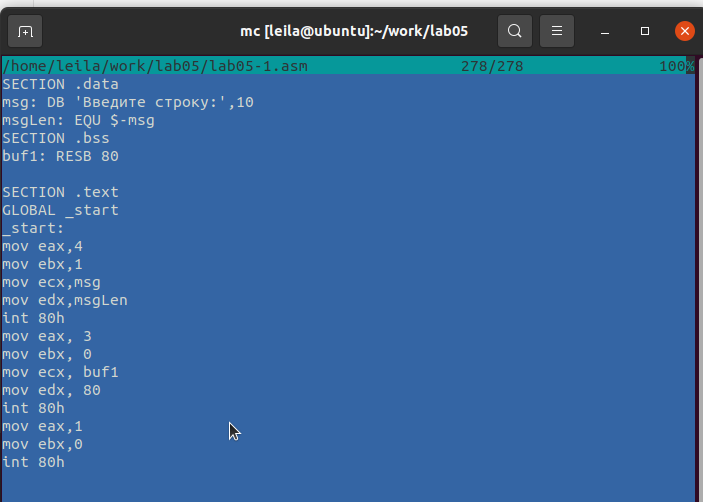 mc [leila@ubuntu]:~/work/lab05
/home/leila/work/lab05/lab05-1.asm 278/278 100%
SECTION .data
msg: DB 'Введите строку:',10
msgLen: EQU $-msg
SECTION .bss
buf1: RESB 80
SECTION .text
GLOBAL _start
_start:
mov eax,4
mov ebx,1
mov ecx,msg
mov edx,msgLen
int 80h
mov eax, 3
mov ebx, 0
mov ecx, buf1
mov edx, 80
int 80h
mov eax,1
mov ebx,0
int 80h